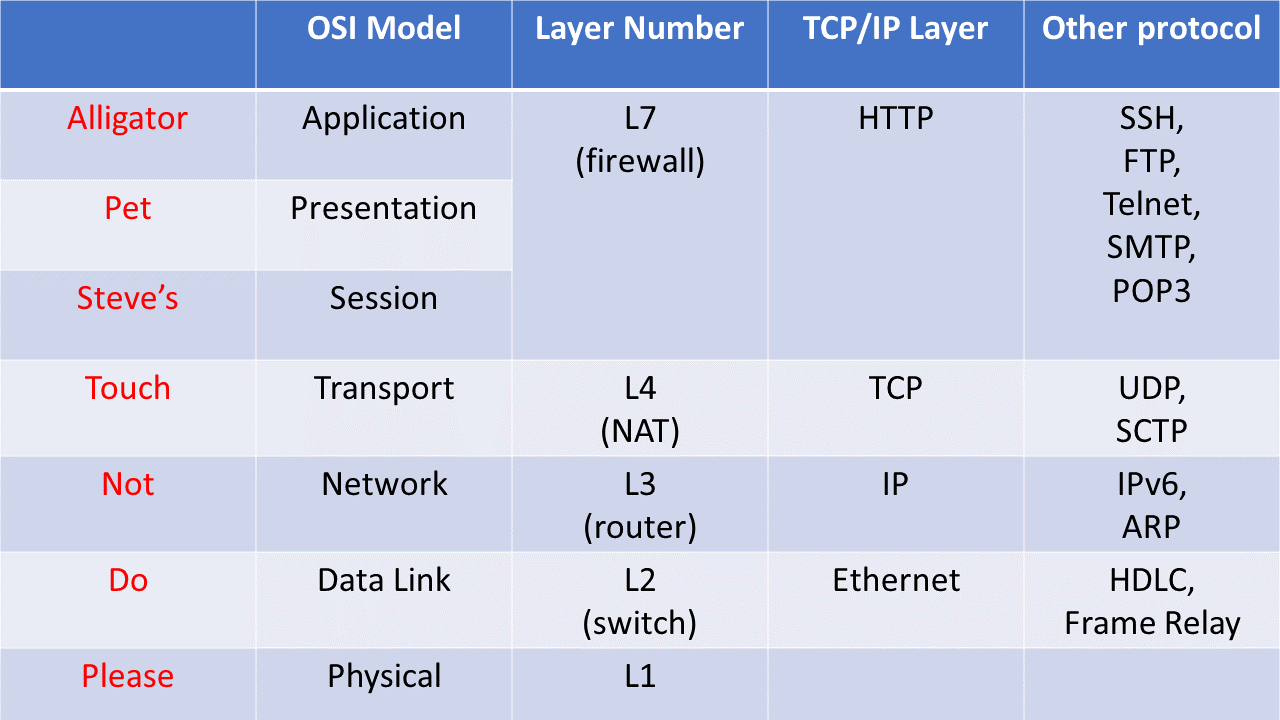 OSI Model
Layer Number
TCP/IP Layer
Other protocol
Alligator
Application
L7
(firewall)
HTTP
SSH,
FTP,
Telnet,
SMTP,
POP3
Pet
Presentation
Steve’s
Session
Touch
Transport
L4
(NAT)
TCP
UDP,
SCTP
Not
Network
L3
(router)
IP
IPv6,
ARP
Do
Data Link
L2
(switch)
Ethernet
HDLC,
Frame Relay
Please
Physical
L1